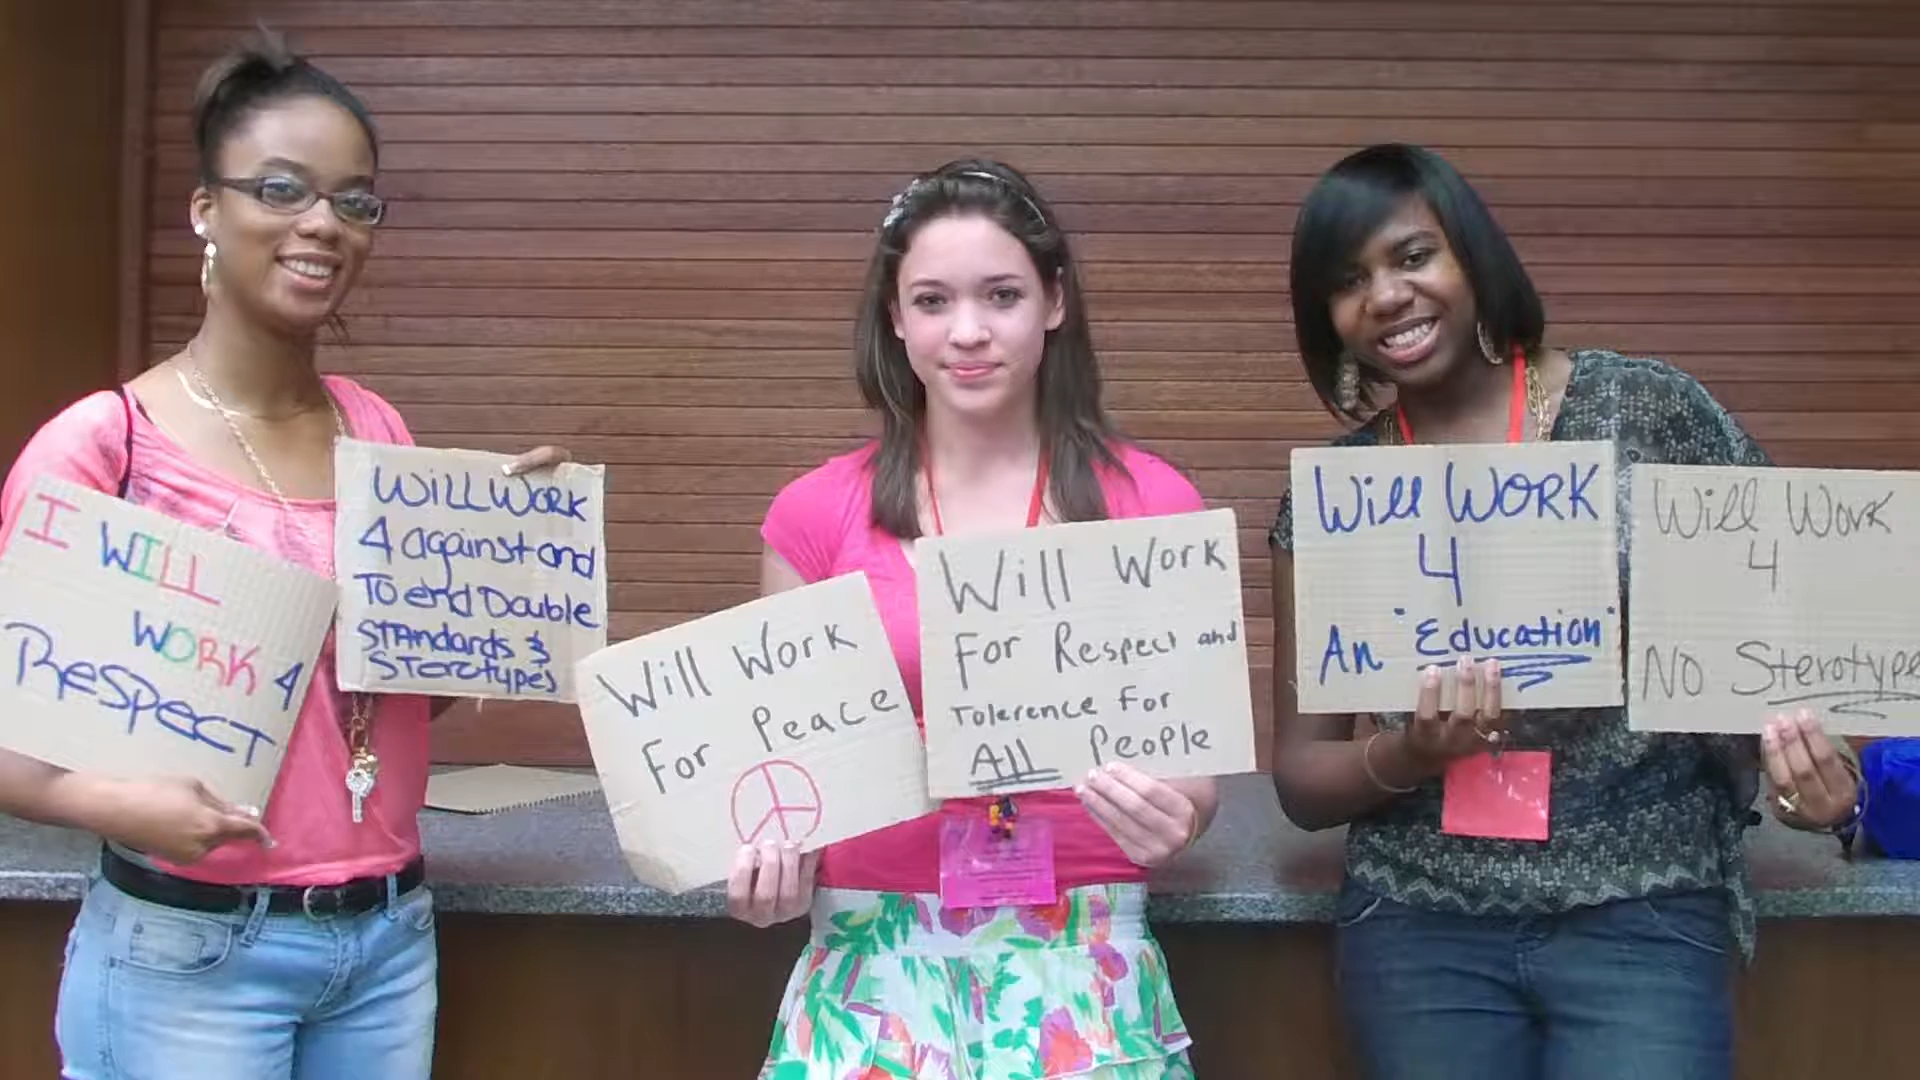 I WILL
WORK 4
RESPECT
WILL WORK
4 against and
To end Double
STAndards &
STerotypes
Will Work
For Peace
Will Work
For Respect and
Tolerence For
All People
Will WORK
4
An "Education"
Will Work
4
NO Sterotype